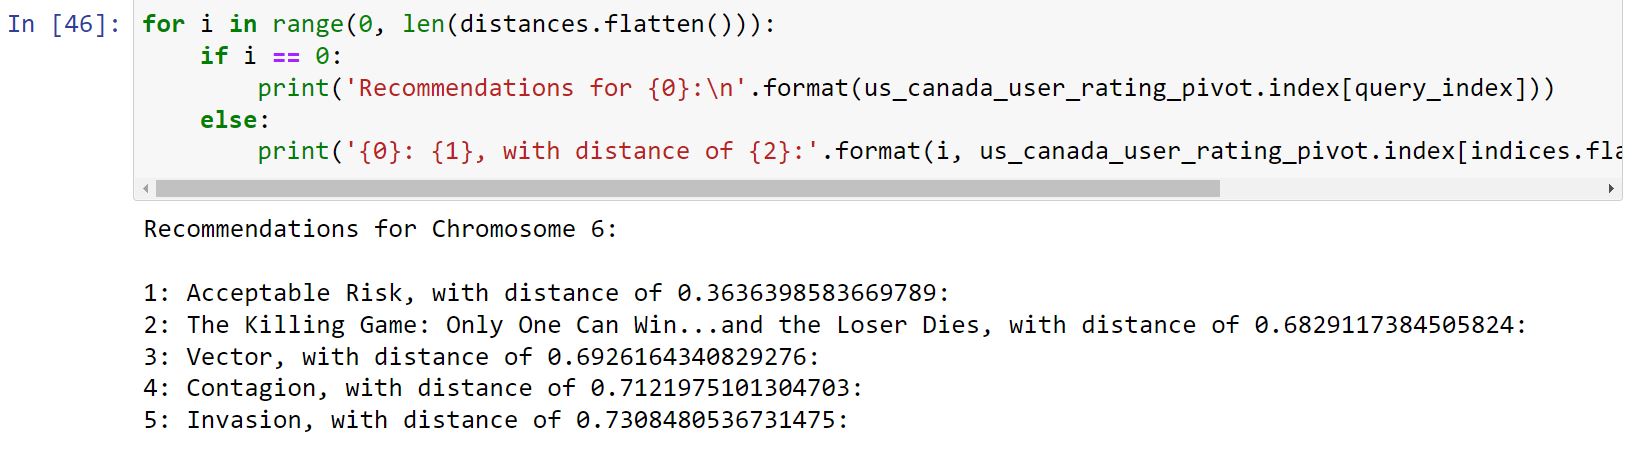 In [46]: for i in range(0, len(distances.flatten())):
    if i == 0:
        print('Recommendations for {0}:\n'.format(us_canada_user_rating_pivot.index[query_index]))
    else:
        print('{0}: {1}, with distance of {2}:'.format(i, us_canada_user_rating_pivot.index[indices.fla
Recommendations for Chromosome 6:
1: Acceptable Risk, with distance of 0.3636398583669789:
2: The Killing Game: Only One Can Win...and the Loser Dies, with distance of 0.6829117384505824:
3: Vector, with distance of 0.6926164340829276:
4: Contagion, with distance of 0.7121975101304703:
5: Invasion, with distance of 0.7308480536731475: